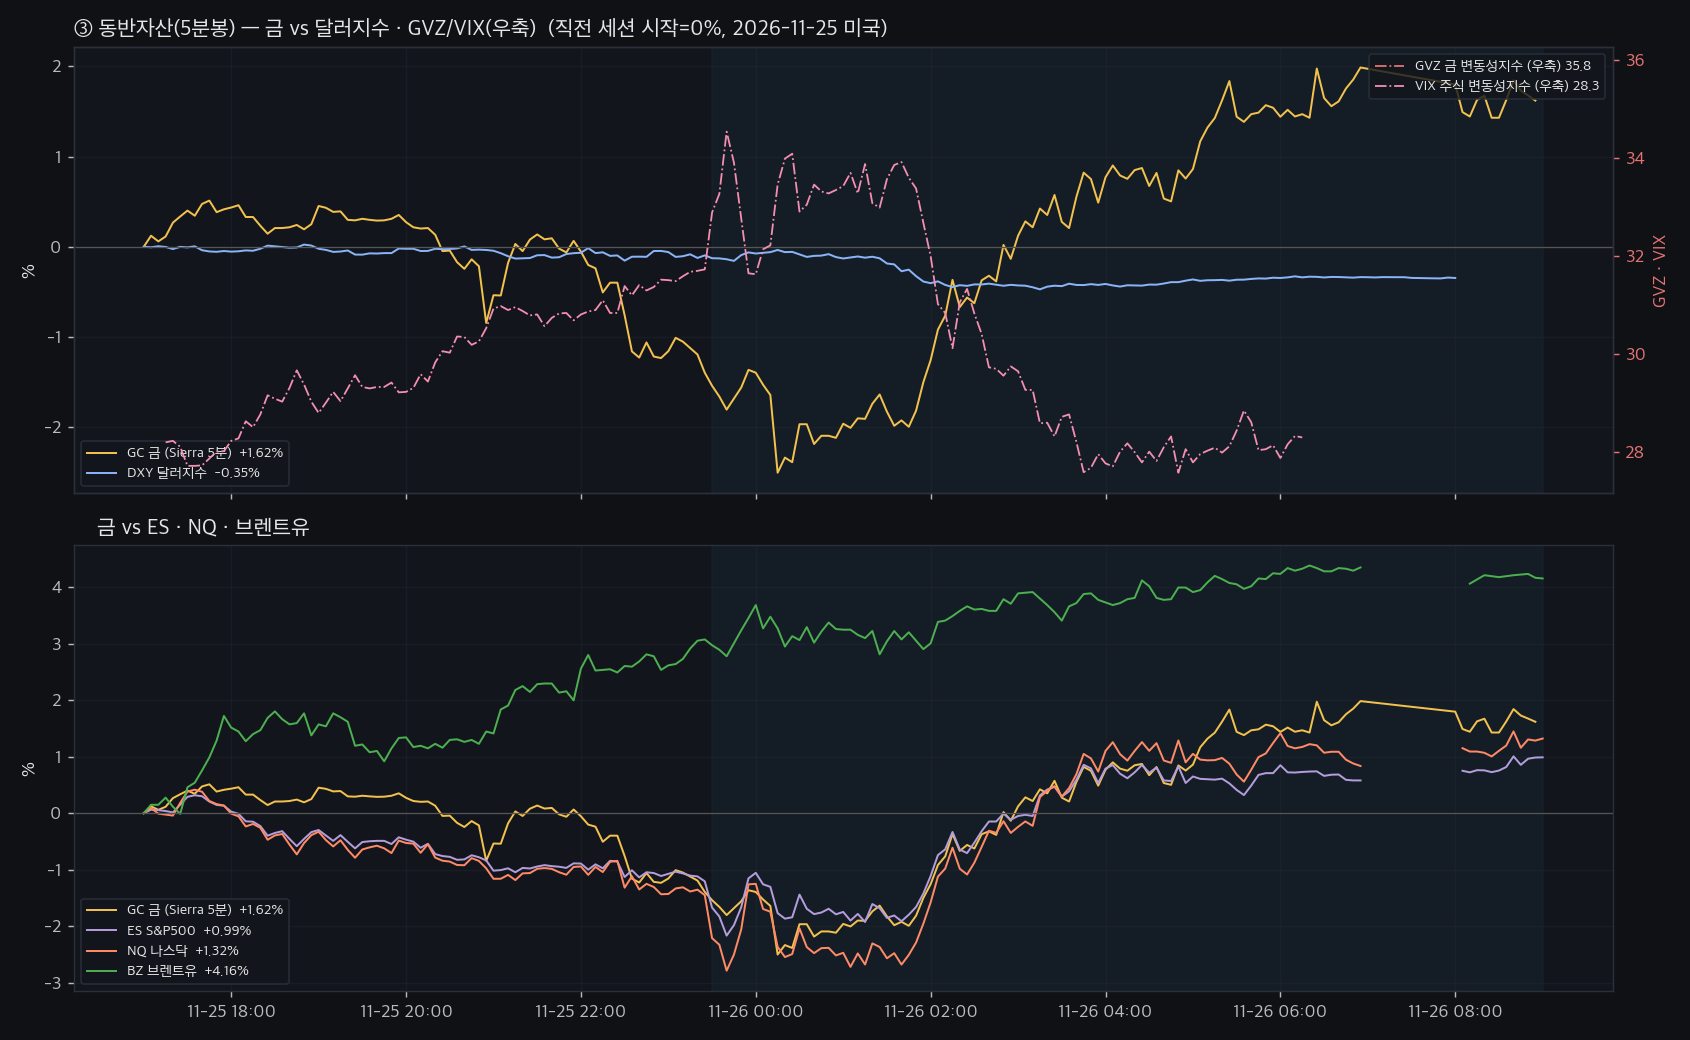 ③ 동반자산(5분봉) — 금 vs 달러지수 · GVZ/VIX(우축)  (직전 세션 시작=0%, 2026-11-25 미국)
GVZ 금 변동성지수 (우축) 35.8
VIX 주식 변동성지수 (우축) 28.3
2
1
0
−1
−2
%
36
34
32
30
28
GVZ · VIX
GC 금 (Sierra 5분)  +1.62%
DXY 달러지수  −0.35%
금 vs ES · NQ · 브렌트유
4
3
2
1
0
−1
−2
−3
%
GC 금 (Sierra 5분)  +1.62%
ES S&P500  +0.99%
NQ 나스닥  +1.32%
BZ 브렌트유  +4.16%
11-25 18:00
11-25 20:00
11-25 22:00
11-26 00:00
11-26 02:00
11-26 04:00
11-26 06:00
11-26 08:00